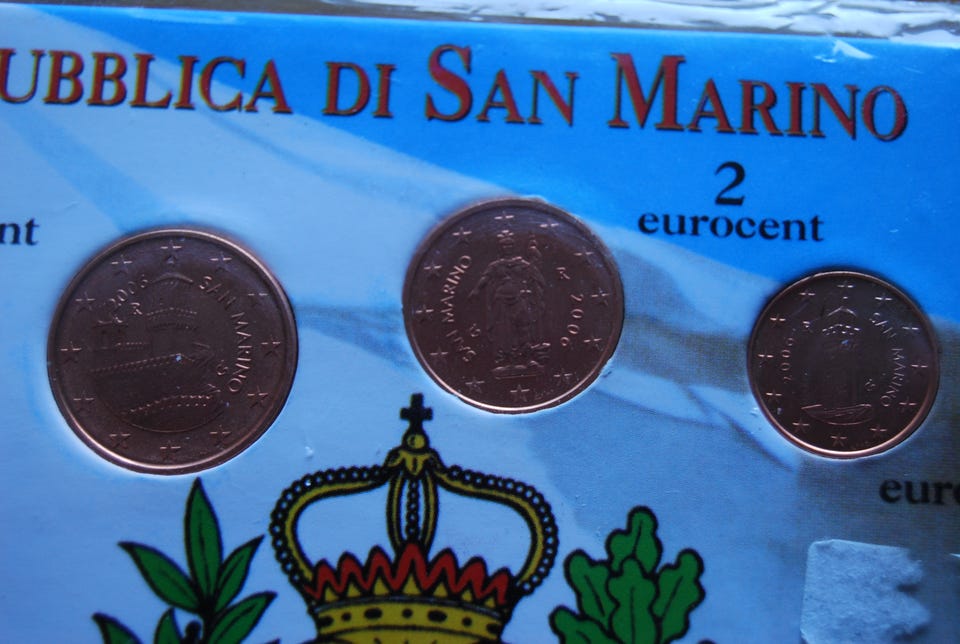 UBBLICA DI SAN MARINO
2
eurocent
nt
2006 SAN MARINO
R
SAN MARINO 2006
R
2006 SAN MARINO
R
eur